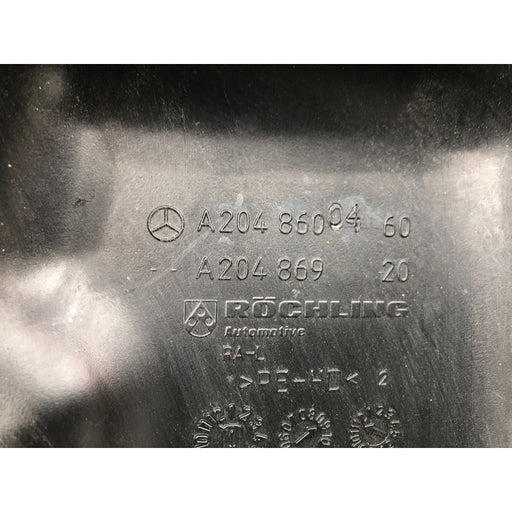 A 204 860 04 60
-- A 204 869 20
RÖCHLING
Automotive
RA-L
>PE-HD< 2